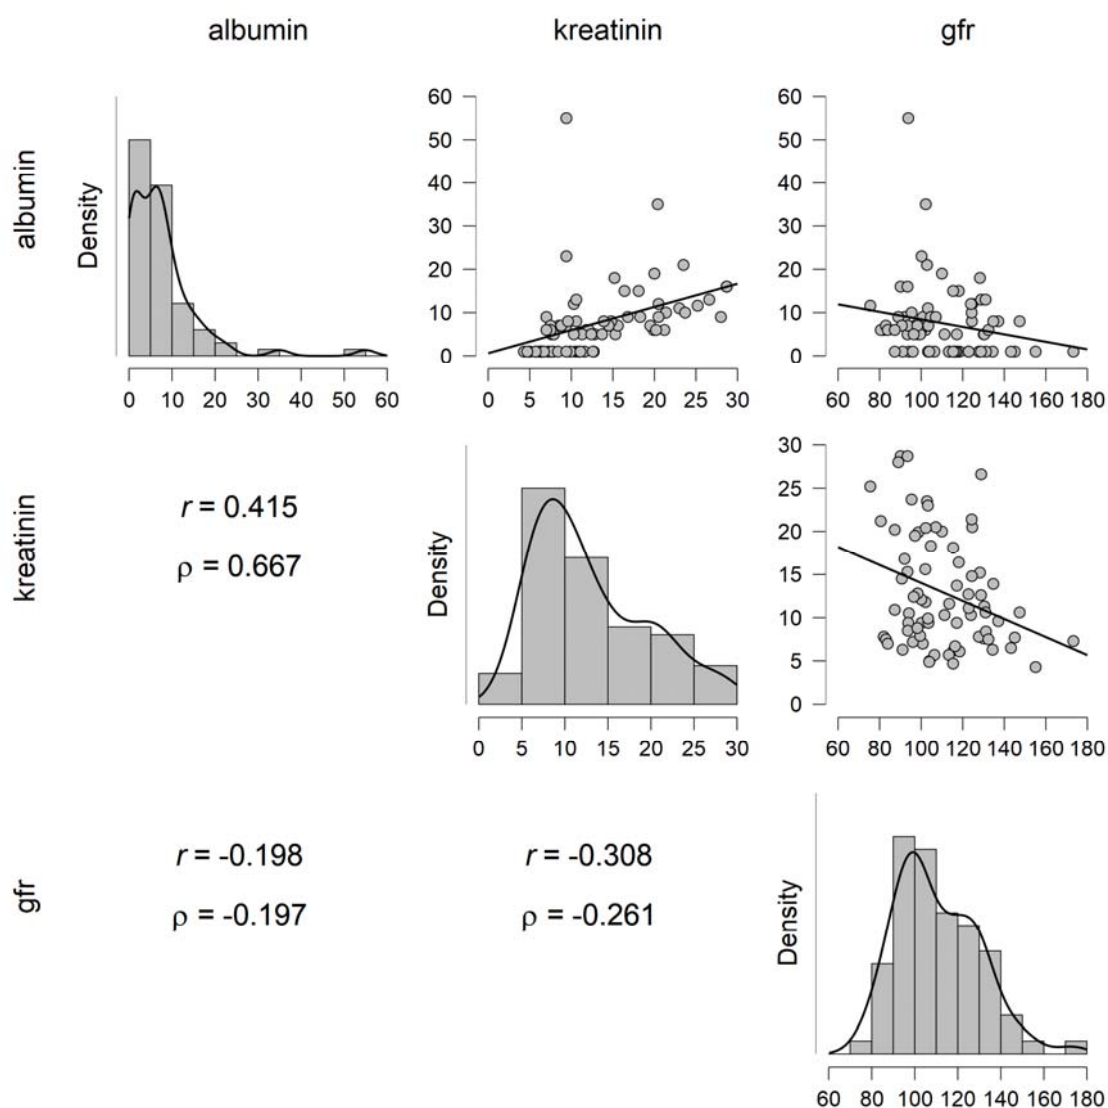 albumin kreatinin gfr
albumin
Density
0 10 20 30 40 50 60
60
50
40
30
20
10
0
0 5 10 15 20 25 30
60
50
40
30
20
10
0
60 80 100 120 140 160 180
kreatinin
r = 0.415
ρ = 0.667
Density
0 5 10 15 20 25 30
30
25
20
15
10
5
0
60 80 100 120 140 160 180
gfr
r = -0.198
ρ = -0.197
r = -0.308
ρ = -0.261
Density
60 80 100 120 140 160 180